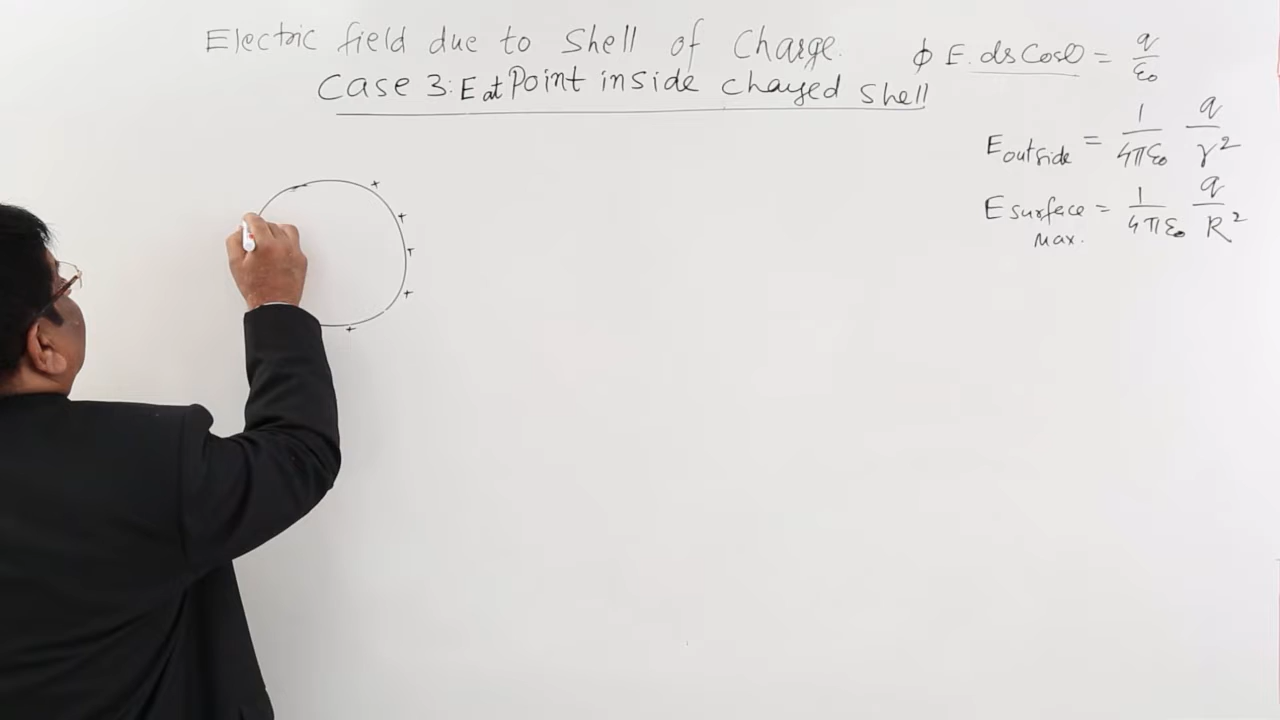 Electric field due to Shell of Charge.
Case 3: E at Point inside charged shell
∮ E. ds Cosθ = q/ε₀
E outside = 1/4πε₀ q/r²
E surface = 1/4πε₀ q/R²
Max.
+
+
+
+
+